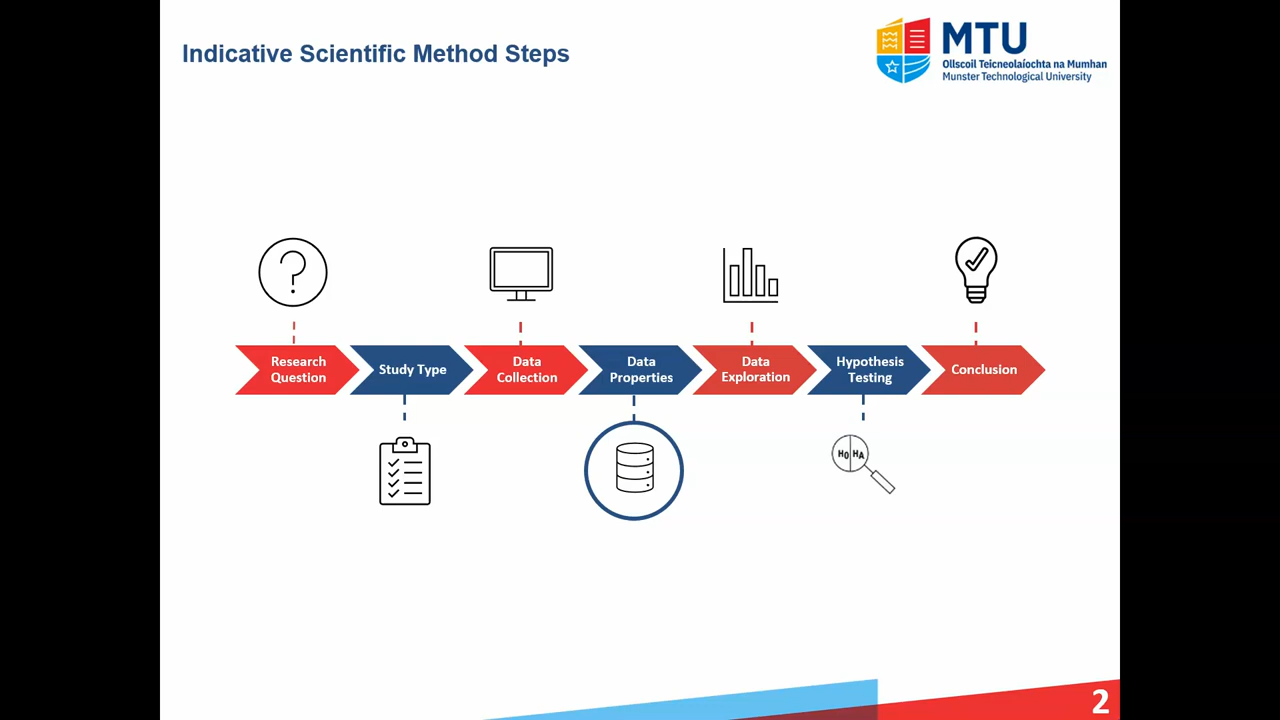 Indicative Scientific Method Steps
MTU
Ollscoil Teicneolaíochta na Mumhan
Munster Technological University
Research
Question
Study Type
Data
Collection
Data
Properties
Data
Exploration
Hypothesis
Testing
Conclusion
H0 HA
2